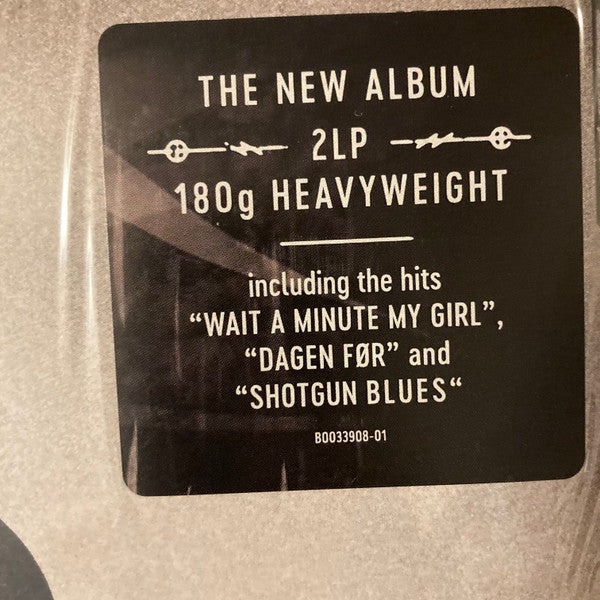 THE NEW ALBUM
2LP
180g HEAVYWEIGHT
including the hits
“WAIT A MINUTE MY GIRL”,
“DAGEN FØR” and
“SHOTGUN BLUES“
B0033908-01